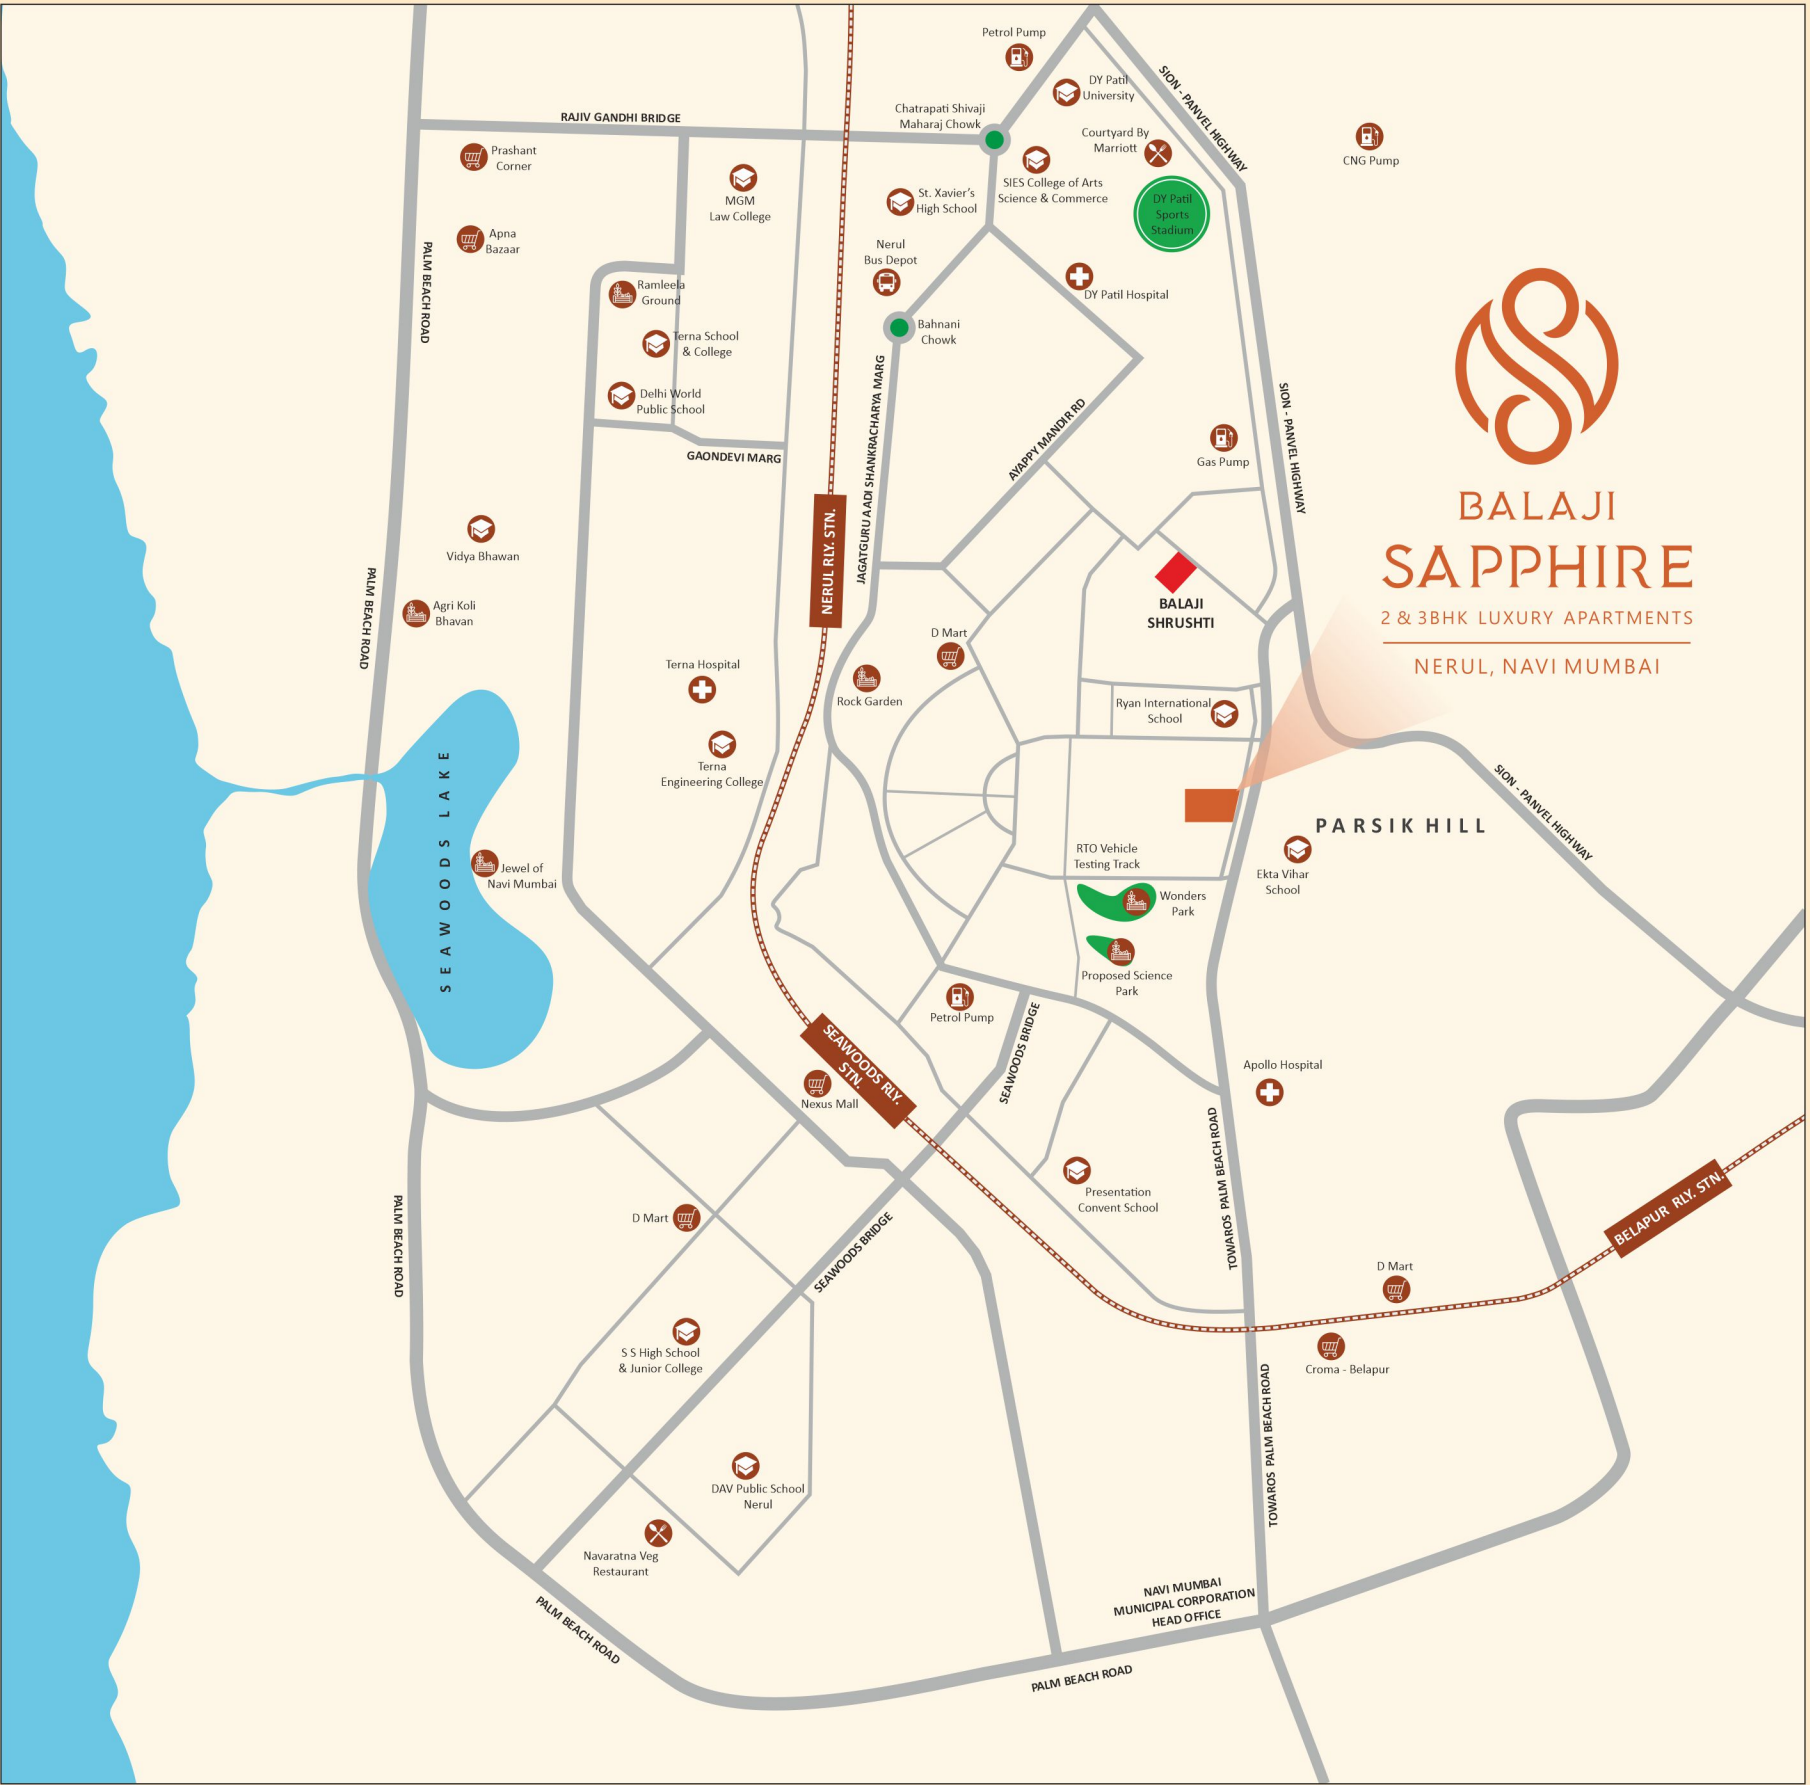 Petrol Pump
DY Patil
University
SION - PANVEL HIGHWAY
Chatrapati Shivaji
Maharaj Chowk
RAJIV GANDHI BRIDGE
Courtyard By
Marriott
CNG Pump
Prashant
Corner
MGM
Law College
St. Xavier's
High School
SIES College of Arts
Science & Commerce
DY Patil
Sports
Stadium
Apna
Bazaar
PALM BEACH ROAD
Nerul
Bus Depot
Ramleela
Ground
DY Patil Hospital
Terna School
& College
Bahnani
Chowk
Delhi World
Public School
GAONDEVI MARG
JAGATGURU AADI SHANKRACHARYA MARG
AYAPPY MANDIR RD
Gas Pump
SION - PANVEL HIGHWAY
BALAJI
SAPPHIRE
2 & 3BHK LUXURY APARTMENTS
NERUL, NAVI MUMBAI
Vidya Bhawan
NERUL RLY. STN.
Agri Koli
Bhavan
PALM BEACH ROAD
BALAJI
SHRUSHTI
D Mart
Terna Hospital
Rock Garden
Ryan International
School
Terna
Engineering College
SEAWOODS LAKE
SION - PANVEL HIGHWAY
PARSIK HILL
RTO Vehicle
Testing Track
Jewel of
Navi Mumbai
Ekta Vihar
School
Wonders
Park
Proposed Science
Park
Petrol Pump
SEAWOODS BRIDGE
SEAWOODS RLY.
STN.
Nexus Mall
Apollo Hospital
TOWAROS PALM BEACH ROAD
Presentation
Convent School
BELAPUR RLY. STN.
D Mart
PALM BEACH ROAD
SEAWOODS BRIDGE
D Mart
S S High School
& Junior College
Croma - Belapur
TOWAROS PALM BEACH ROAD
DAV Public School
Nerul
Navaratna Veg
Restaurant
PALM BEACH ROAD
NAVI MUMBAI
MUNICIPAL CORPORATION
HEAD OFFICE
PALM BEACH ROAD